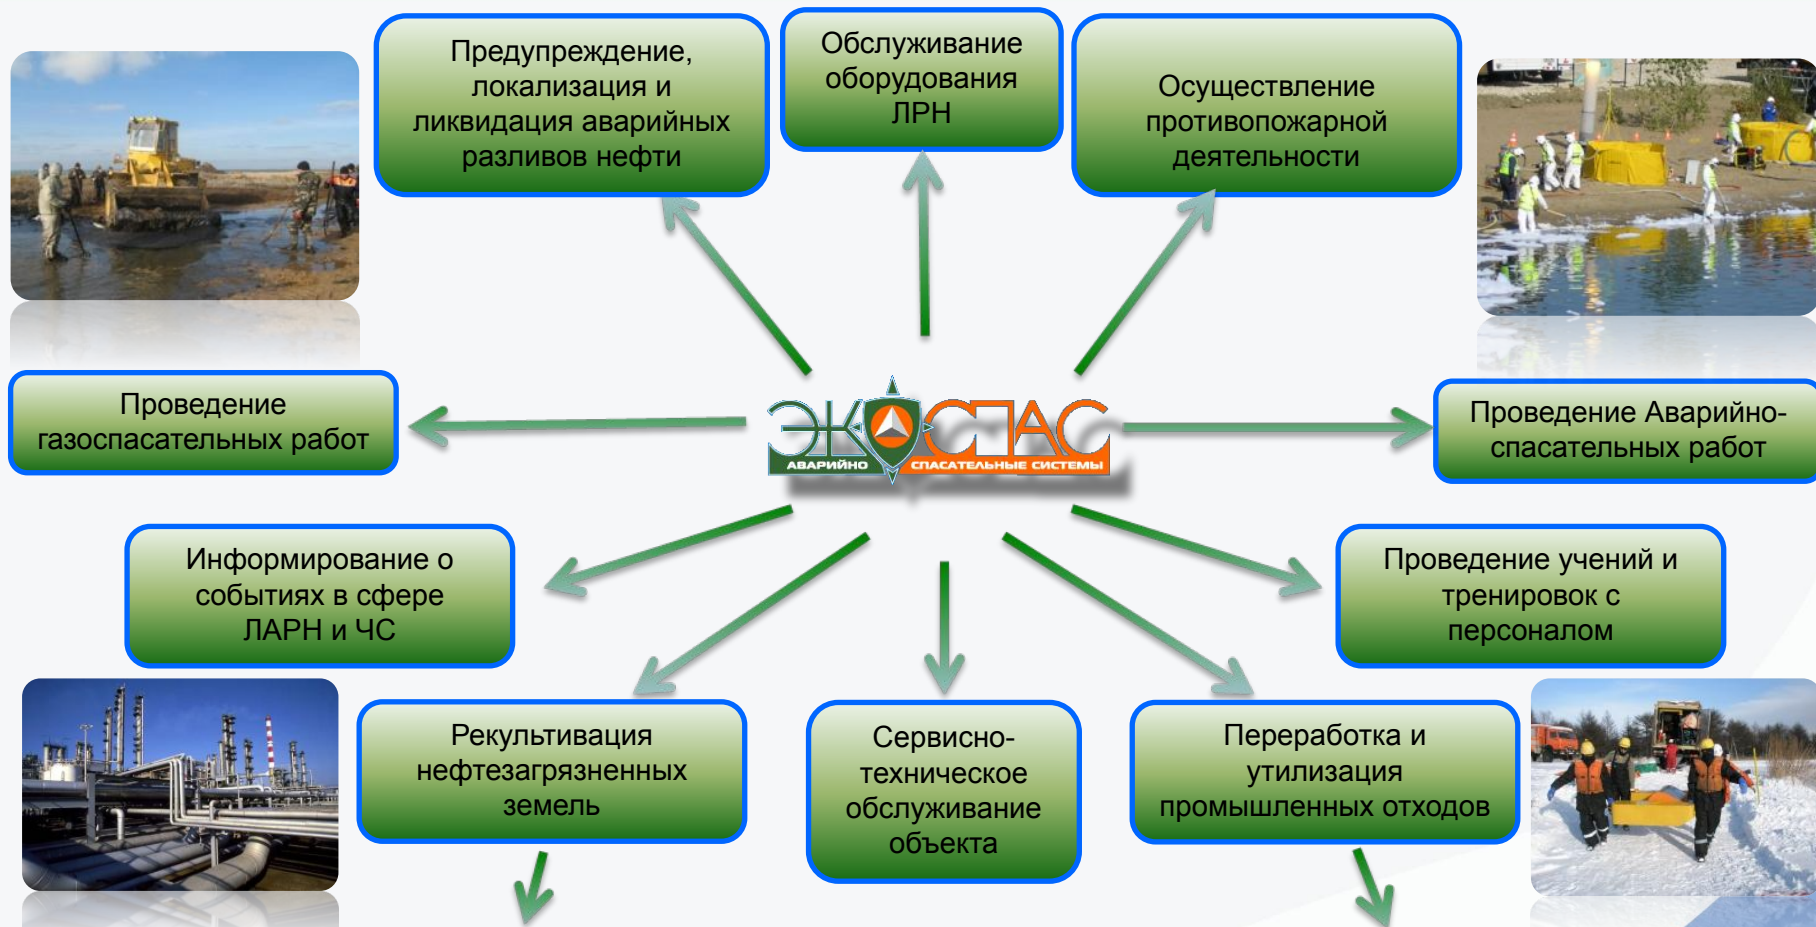 Предупреждение,
локализация и
ликвидация аварийных
разливов нефти
Обслуживание
оборудования
ЛРН
Осуществление
противопожарной
деятельности
Проведение
газоспасательных работ
ЭКОСПАС
АВАРИЙНО СПАСАТЕЛЬНЫЕ СИСТЕМЫ
Проведение Аварийно-
спасательных работ
Информирование о
событиях в сфере
ЛАРН и ЧС
Проведение учений и
тренировок с
персоналом
Рекультивация
нефтезагрязненных
земель
Сервисно-
техническое
обслуживание
объекта
Переработка и
утилизация
промышленных отходов